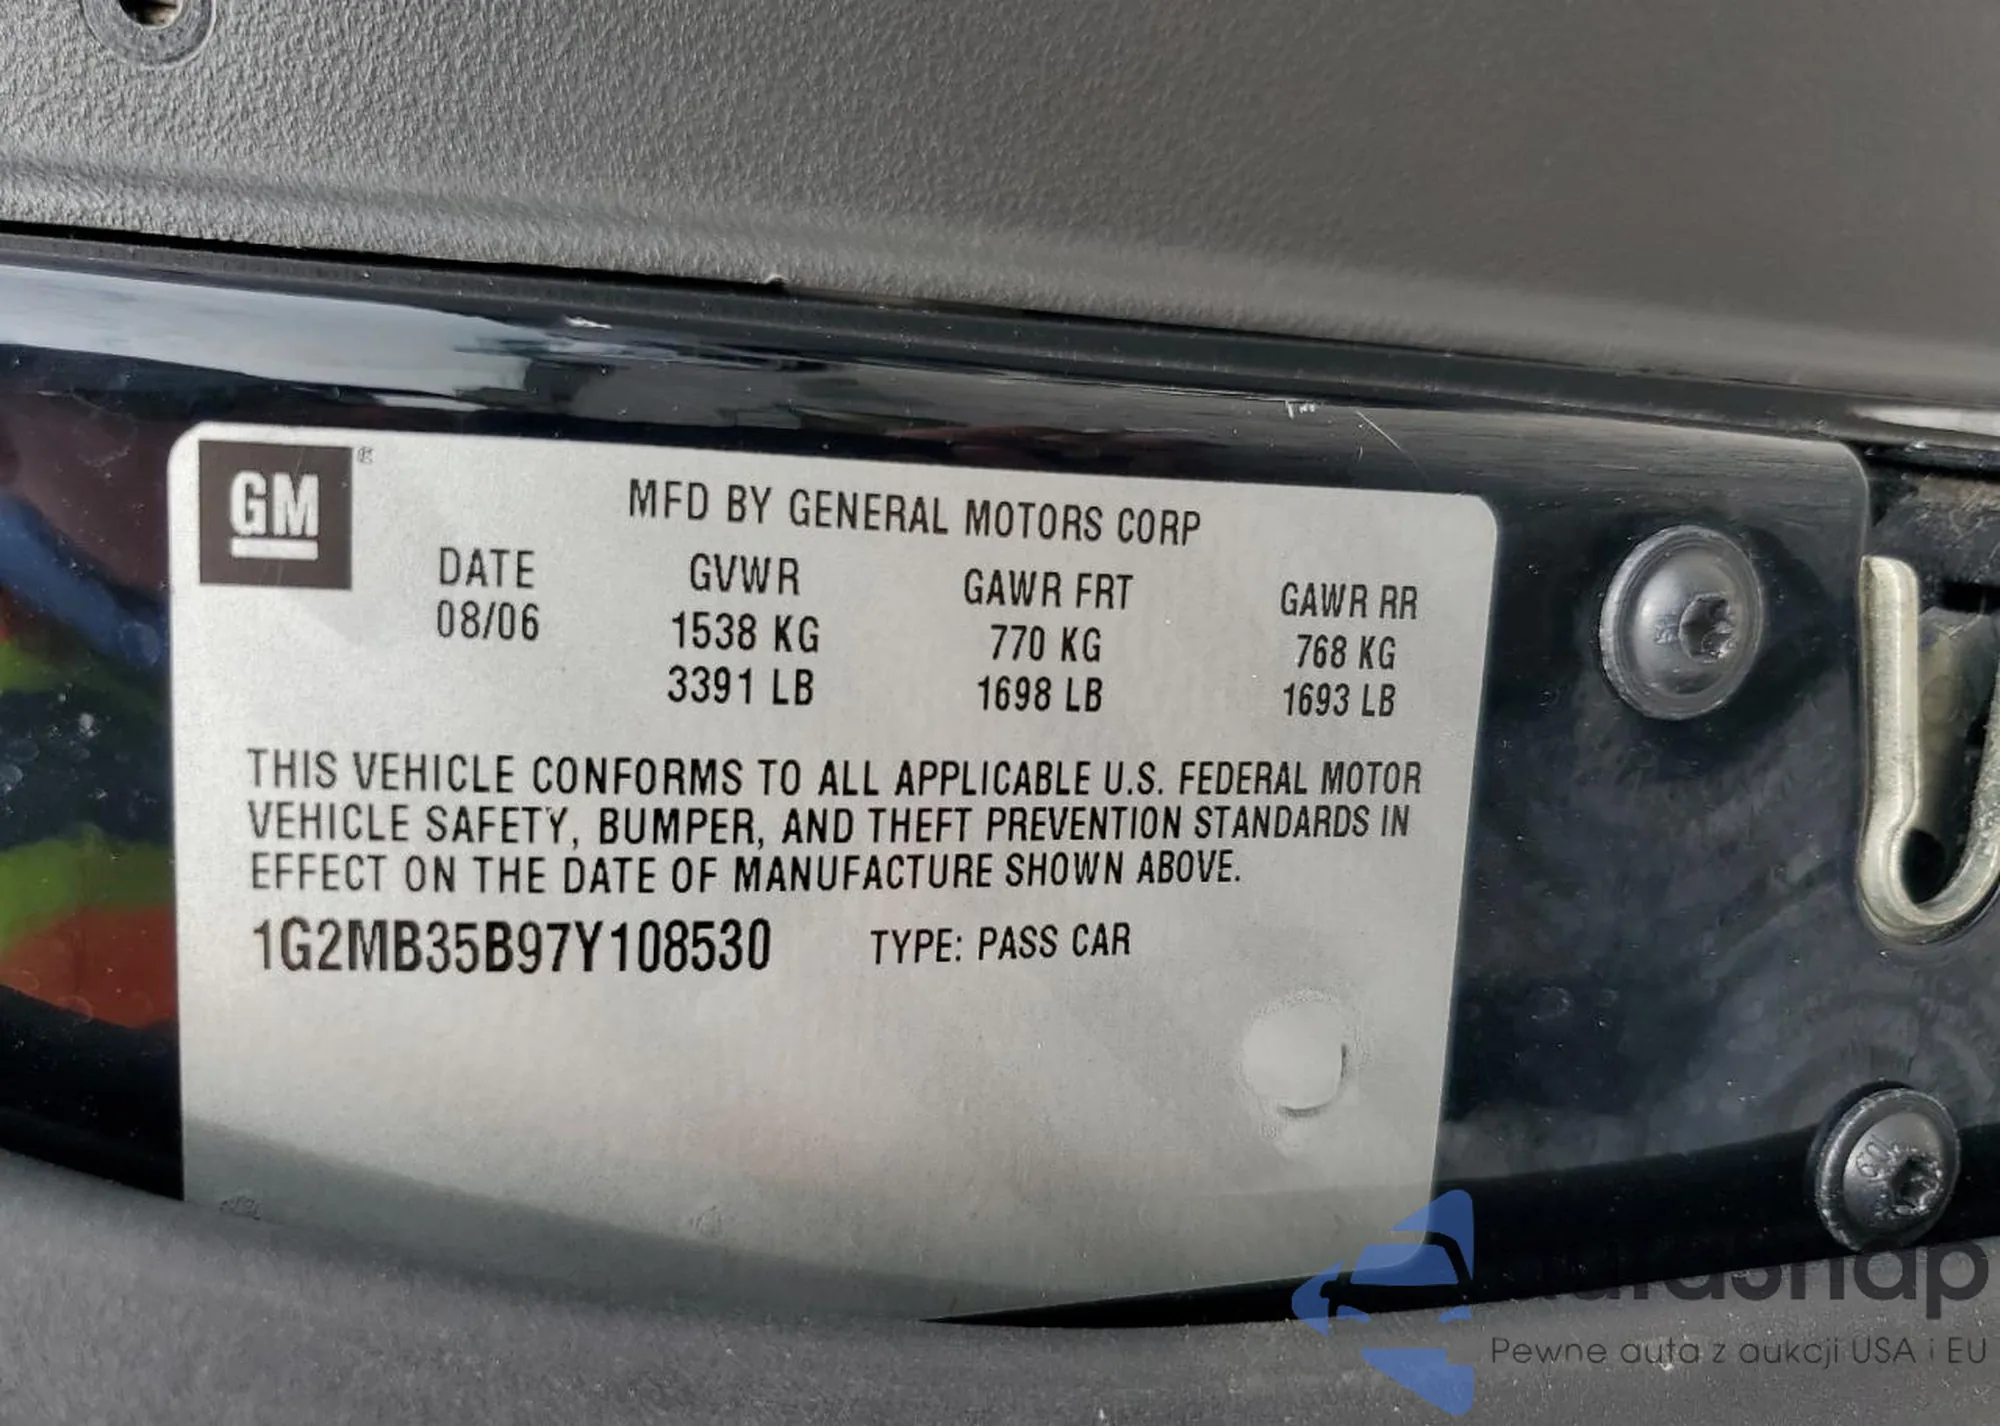 GM
MFD BY GENERAL MOTORS CORP
DATE GVWR GAWR FRT GAWR RR
08/06 1538 KG 770 KG 768 KG
3391 LB 1698 LB 1693 LB
THIS VEHICLE CONFORMS TO ALL APPLICABLE U.S. FEDERAL MOTOR
VEHICLE SAFETY, BUMPER, AND THEFT PREVENTION STANDARDS IN
EFFECT ON THE DATE OF MANUFACTURE SHOWN ABOVE.
1G2MB35B97Y108530 TYPE: PASS CAR
Pewne auta z aukcji USA i EU